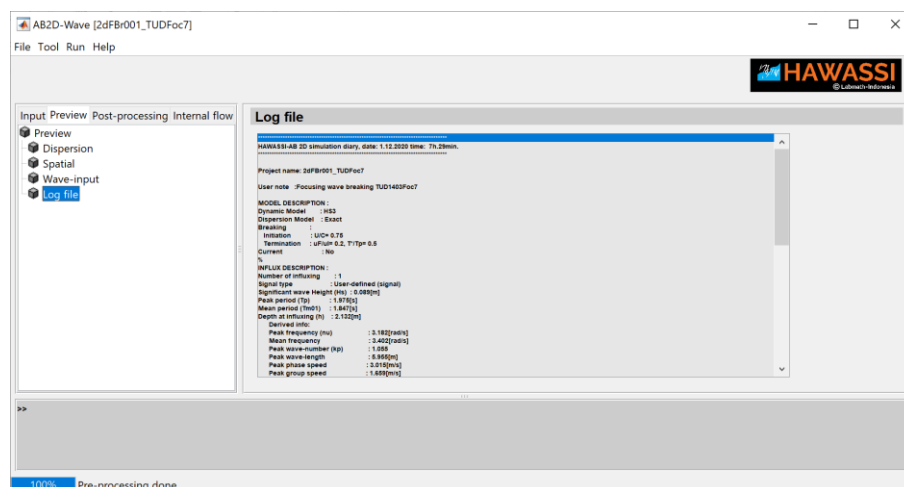 AB2D-Wave [2dFBr001_TUDFoc7]
File Tool Run Help
HAWASSI
© Labmath-Indonesia
Input Preview Post-processing Internal flow
Preview
Dispersion
Spatial
Wave-input
Log file
Log file
HAWASSI-AB 2D simulation diary, date: 1.12.2020 time: 7h.29min.
Project name: 2dFBr001_TUDFoc7
User note :Focusing wave breaking TUD1403Foc7
MODEL DESCRIPTION :
Dynamic Model : HS3
Dispersion Model : Exact
Breaking :
Initiation : U/C= 0.75
Termination : uF/uI= 0.2, T*/Tp= 0.5
Current : No
%
INFLUX DESCRIPTION :
Number of influxing : 1
Signal type : User-defined (signal)
Significant wave Height (Hs) : 0.089[m]
Peak period (Tp) : 1.975[s]
Mean period (Tm01) : 1.847[s]
Depth at influxing (h) : 2.132[m]
Derived info:
Peak frequency (nu) : 3.182[rad/s]
Mean frequency : 3.402[rad/s]
Peak wave-number (kp) : 1.055
Peak wave-length : 5.955[m]
Peak phase speed : 3.015[m/s]
Peak group speed : 1.659[m/s]
>>
100% Pre-processing done